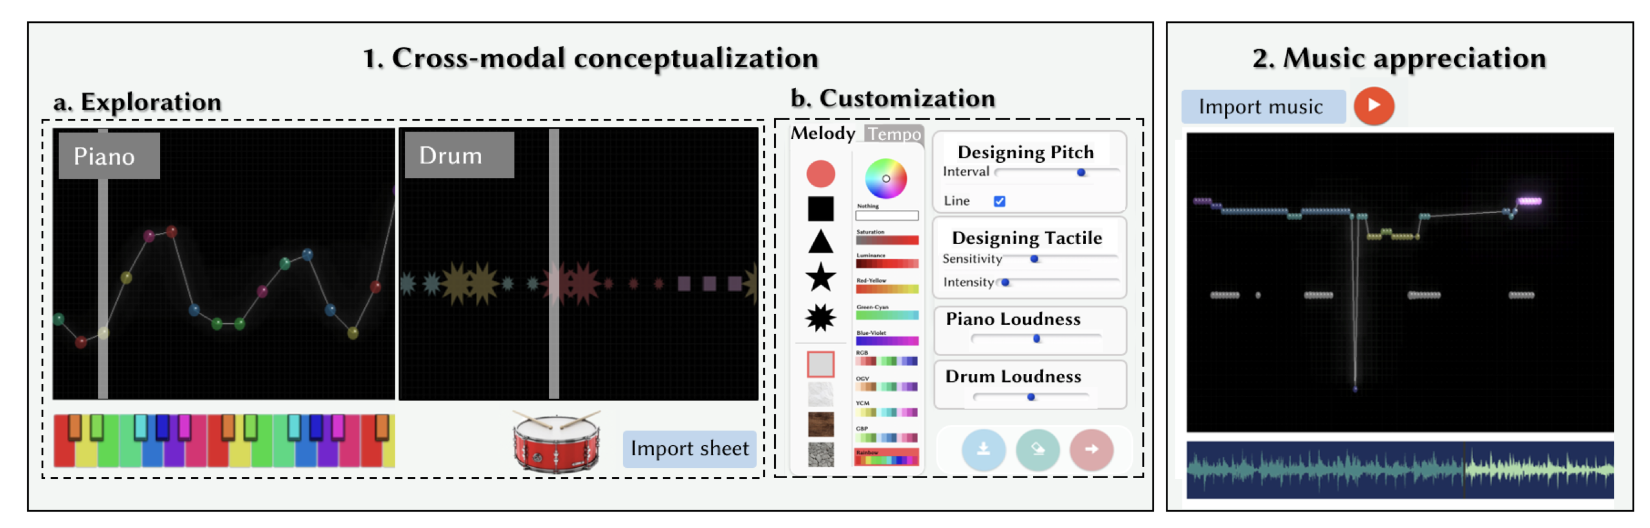 1. Cross-modal conceptualization
a. Exploration
Piano
Drum
Import sheet
b. Customization
Melody
Tempo
Nothing
Saturation
Luminance
Red-Yellow
Green-Cyan
Blue-Violet
RGB
OGV
YCM
GBP
Rainbow
Designing Pitch
Interval
Line
Designing Tactile
Sensitivity
Intensity
Piano Loudness
Drum Loudness
2. Music appreciation
Import music